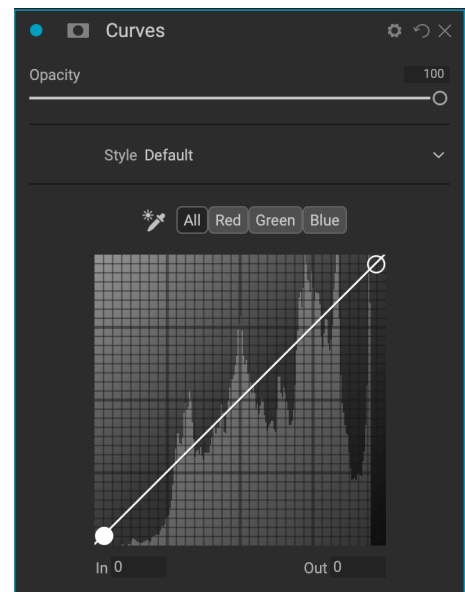 Curves
Opacity 100
Style Default
All Red Green Blue
In 0 Out 0